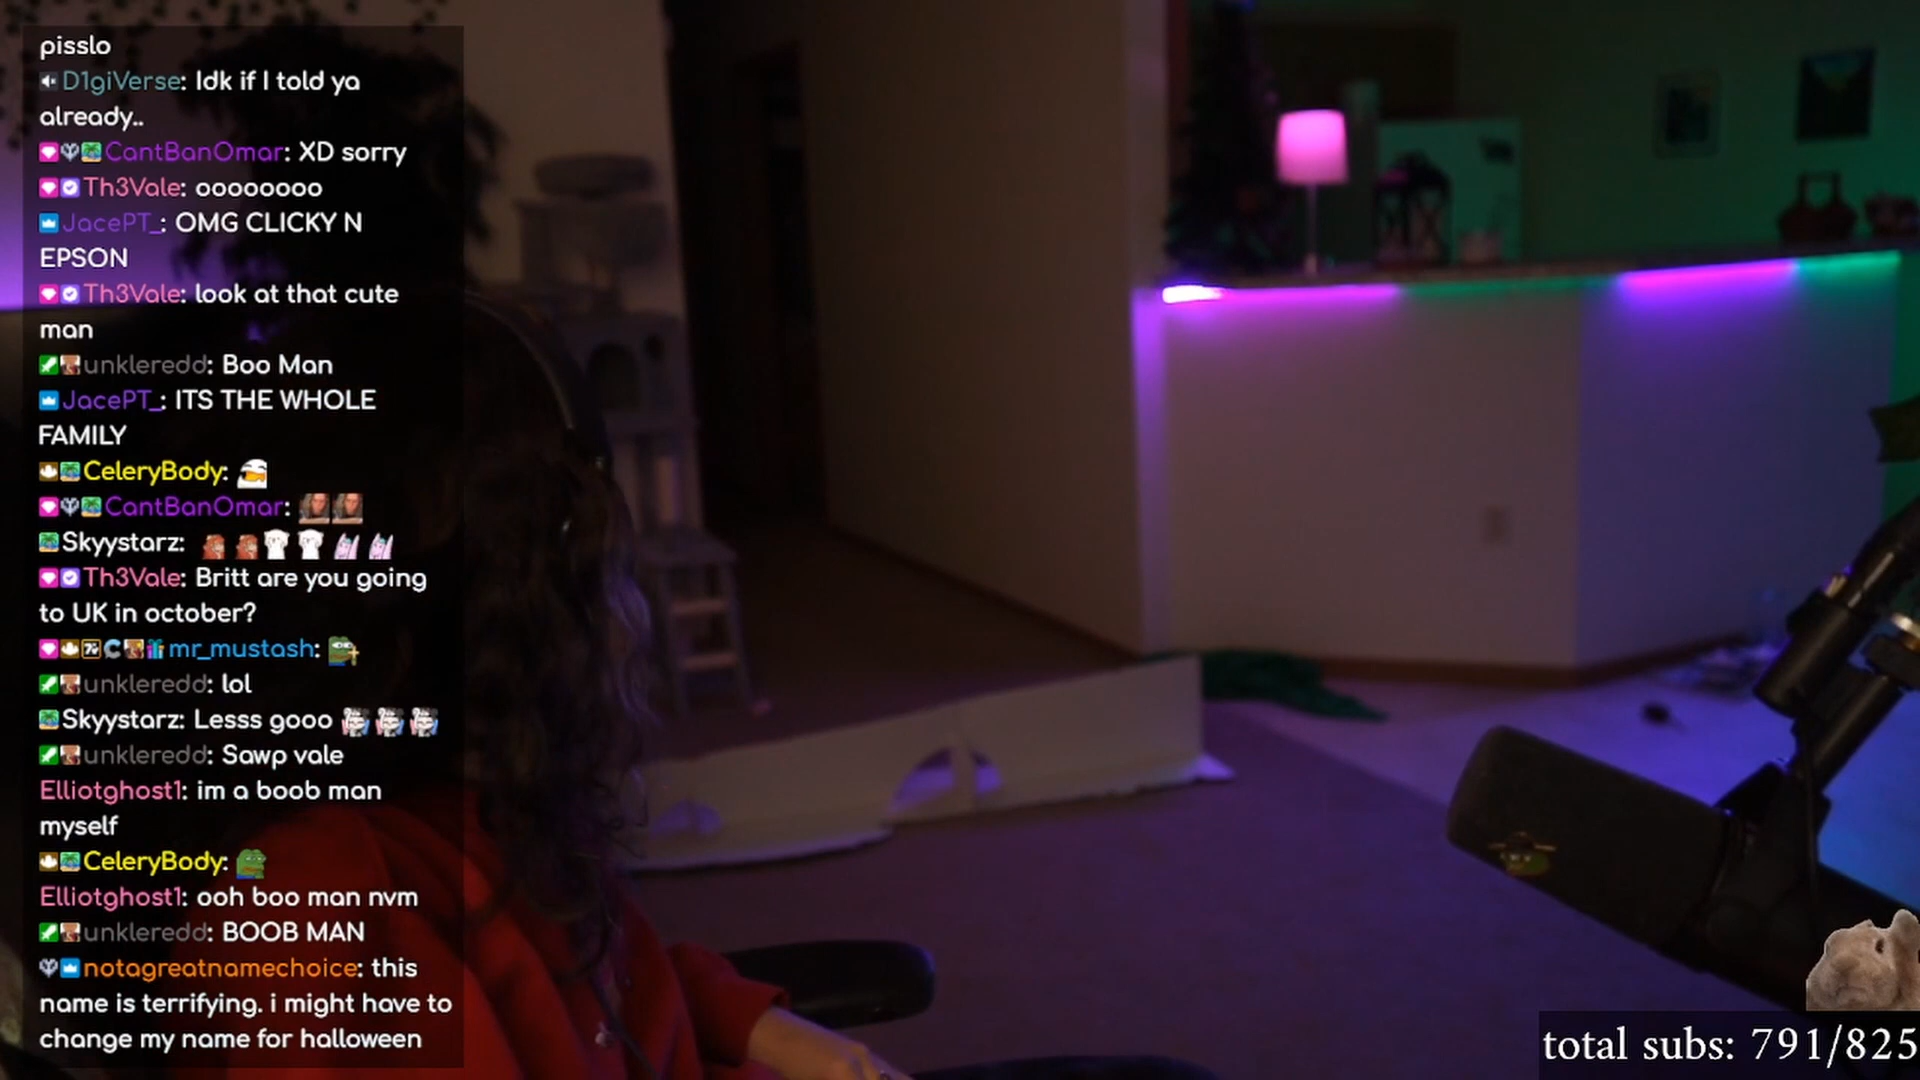 pisslo
D1giVerse: Idk if I told ya
already..
CantBanOmar: XD sorry
Th3Vale: oooooooo
JacePT_: OMG CLICKY N
EPSON
Th3Vale: look at that cute
man
unkleredd: Boo Man
JacePT_: ITS THE WHOLE
FAMILY
CeleryBody:
CantBanOmar:
Skyystarz:
Th3Vale: Britt are you going
to UK in october?
mr_mustash:
unkleredd: lol
Skyystarz: Lesss gooo
unkleredd: Sawp vale
Elliotghost1: im a boob man
myself
CeleryBody:
Elliotghost1: ooh boo man nvm
unkleredd: BOOB MAN
notagreatnamechoice: this
name is terrifying. i might have to
change my name for halloween
total subs: 791/825